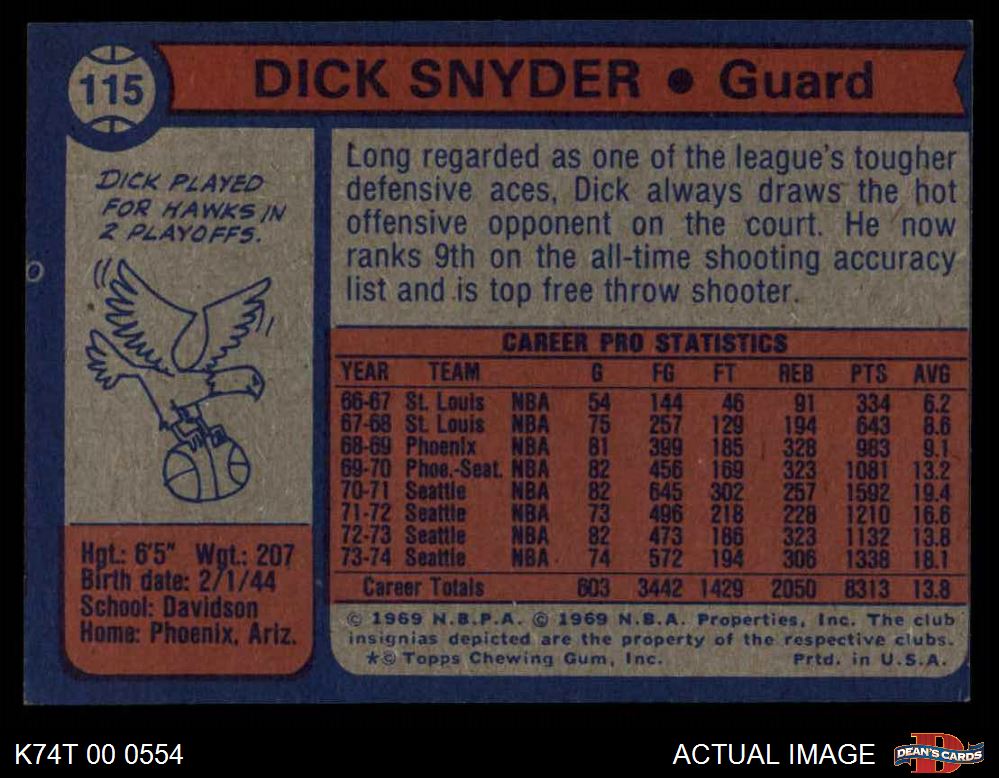 115
DICK SNYDER ● Guard
DICK PLAYED
FOR HAWKS IN
2 PLAYOFFS.
Long regarded as one of the league's tougher
defensive aces, Dick always draws the hot
offensive opponent on the court. He now
ranks 9th on the all-time shooting accuracy
list and is top free throw shooter.
CAREER PRO STATISTICS
YEAR TEAM G FG FT REB PTS AVG
66-67 St. Louis NBA 54 144 46 91 334 6.2
67-68 St. Louis NBA 75 257 129 194 643 8.6
68-69 Phoenix NBA 81 399 185 328 983 9.1
69-70 Phoe.-Seat. NBA 82 456 169 323 1081 13.2
70-71 Seattle NBA 82 645 302 257 1592 19.4
71-72 Seattle NBA 73 496 218 228 1210 16.6
72-73 Seattle NBA 82 473 186 323 1132 13.8
73-74 Seattle NBA 74 572 194 306 1338 18.1
Career Totals 603 3442 1429 2050 8313 13.8
Hgt.: 6'5" Wgt.: 207
Birth date: 2/1/44
School: Davidson
Home: Phoenix, Ariz.
© 1969 N.B.P.A. © 1969 N.B.A. Properties, Inc. The club
insignias depicted are the property of the respective clubs.
★© Topps Chewing Gum, Inc. Prtd. in U.S.A.
K74T 00 0554
ACTUAL IMAGE
DEAN'S CARDS